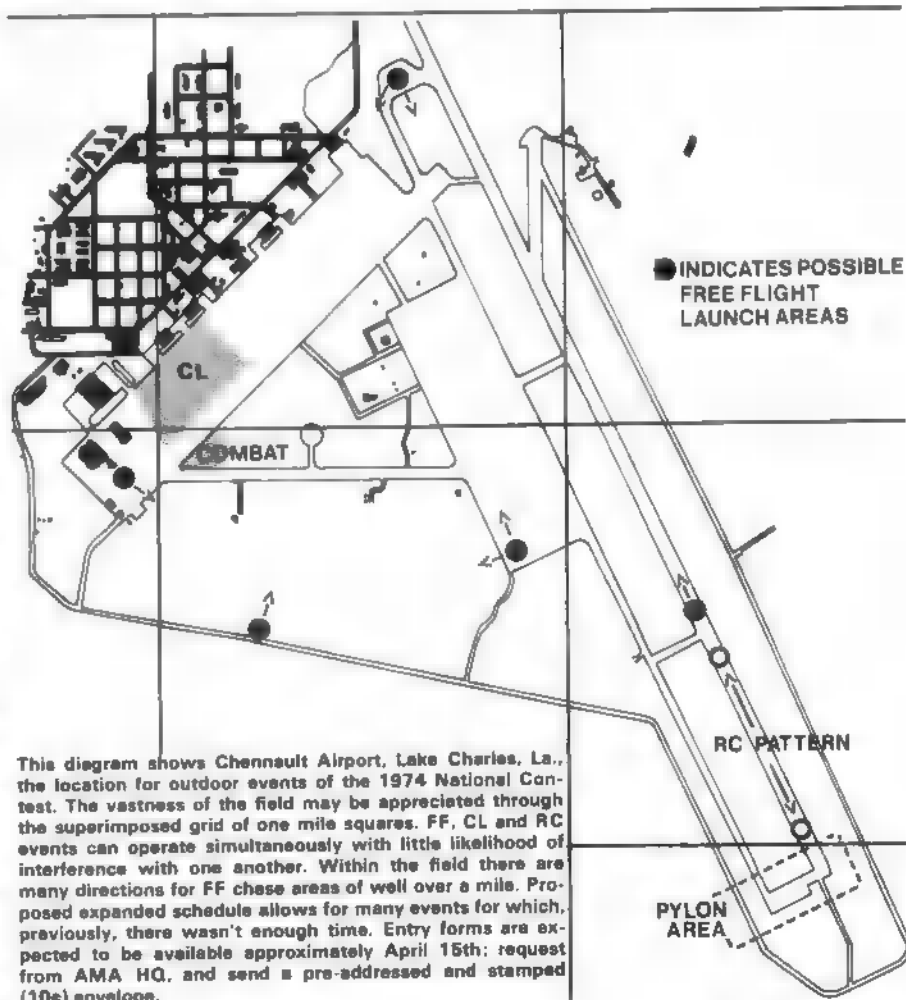 INDICATES POSSIBLE
FREE FLIGHT
LAUNCH AREAS
CL
COMBAT
RC PATTERN
PYLON
AREA
This diagram shows Chennault Airport, Lake Charles, La.,
the location for outdoor events of the 1974 National Con-
test. The vastness of the field may be appreciated through
the superimposed grid of one mile squares. FF, CL and RC
events can operate simultaneously with little likelihood of
interference with one another. Within the field there are
many directions for FF chase areas of well over a mile. Pro-
posed expanded schedule allows for many events for which,
previously, there wasn't enough time. Entry forms are ex-
pected to be available approximately April 15th; request
from AMA HQ, and send a pre-addressed and stamped
(10¢) envelope.